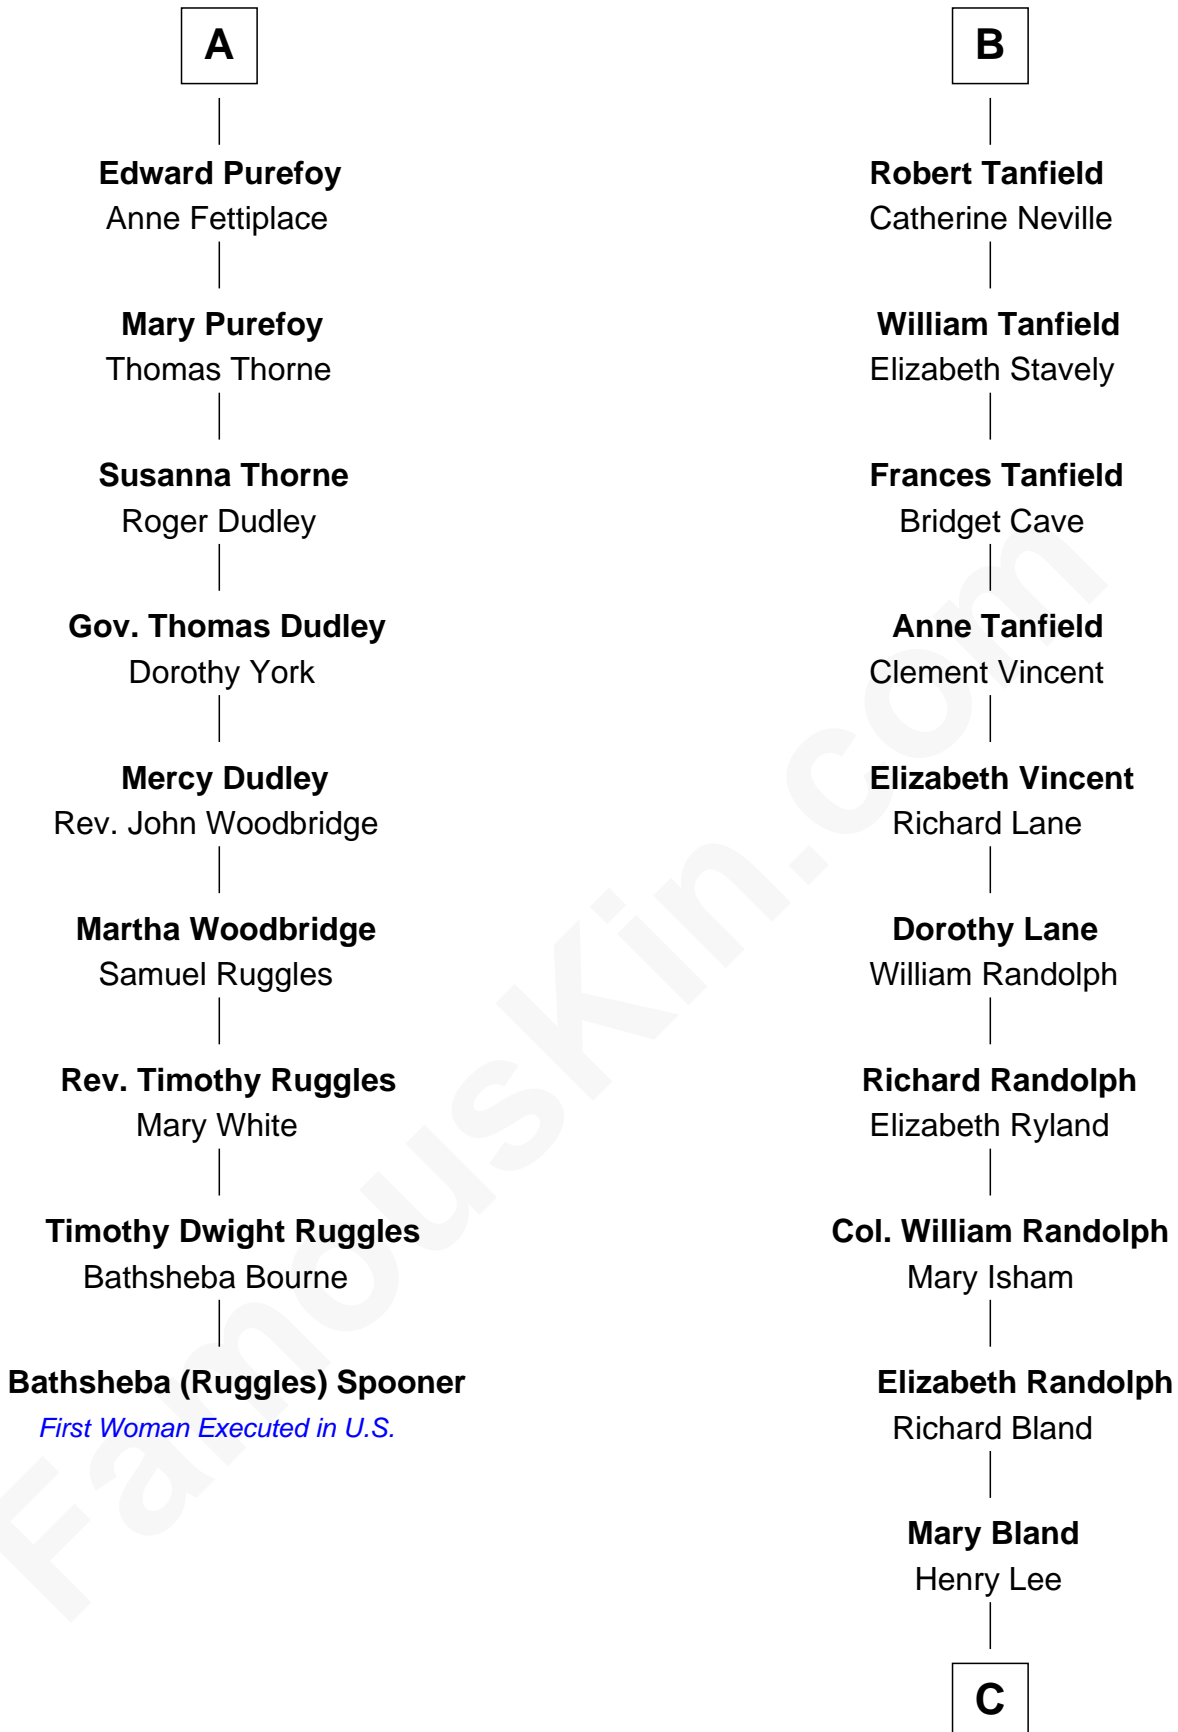 A
Edward Purefoy
Anne Fettiplace
Mary Purefoy
Thomas Thorne
Susanna Thorne
Roger Dudley
Gov. Thomas Dudley
Dorothy York
Mercy Dudley
Rev. John Woodbridge
Martha Woodbridge
Samuel Ruggles
Rev. Timothy Ruggles
Mary White
Timothy Dwight Ruggles
Bathsheba Bourne
Bathsheba (Ruggles) Spooner
First Woman Executed in U.S.
B
Robert Tanfield
Catherine Neville
William Tanfield
Elizabeth Stavely
Frances Tanfield
Bridget Cave
Anne Tanfield
Clement Vincent
Elizabeth Vincent
Richard Lane
Dorothy Lane
William Randolph
Richard Randolph
Elizabeth Ryland
Col. William Randolph
Mary Isham
Elizabeth Randolph
Richard Bland
Mary Bland
Henry Lee
C
FamousKin.com